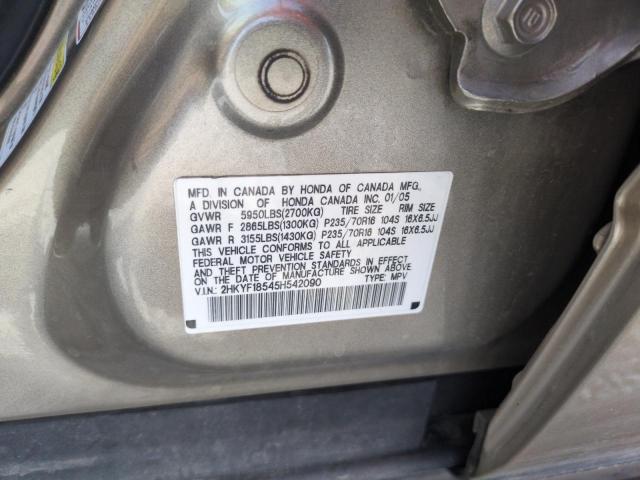 10
MFD. IN CANADA BY HONDA OF CANADA MFG.,
A DIVISION OF HONDA CANADA INC. 01/05
GVWR 5950LBS(2700KG) TIRE SIZE RIM SIZE
GAWR F 2865LBS(1300KG) P235/70R16 104S 16X6.5JJ
GAWR R 3155LBS(1430KG) P235/70R16 104S 16X6.5JJ
THIS VEHICLE CONFORMS TO ALL APPLICABLE
FEDERAL MOTOR VEHICLE SAFETY
AND THEFT PREVENTION STANDARDS IN EFFECT
ON THE DATE OF MANUFACTURE SHOWN ABOVE.
V.I.N.: 2HKYF18545H542090 TYPE: MPV